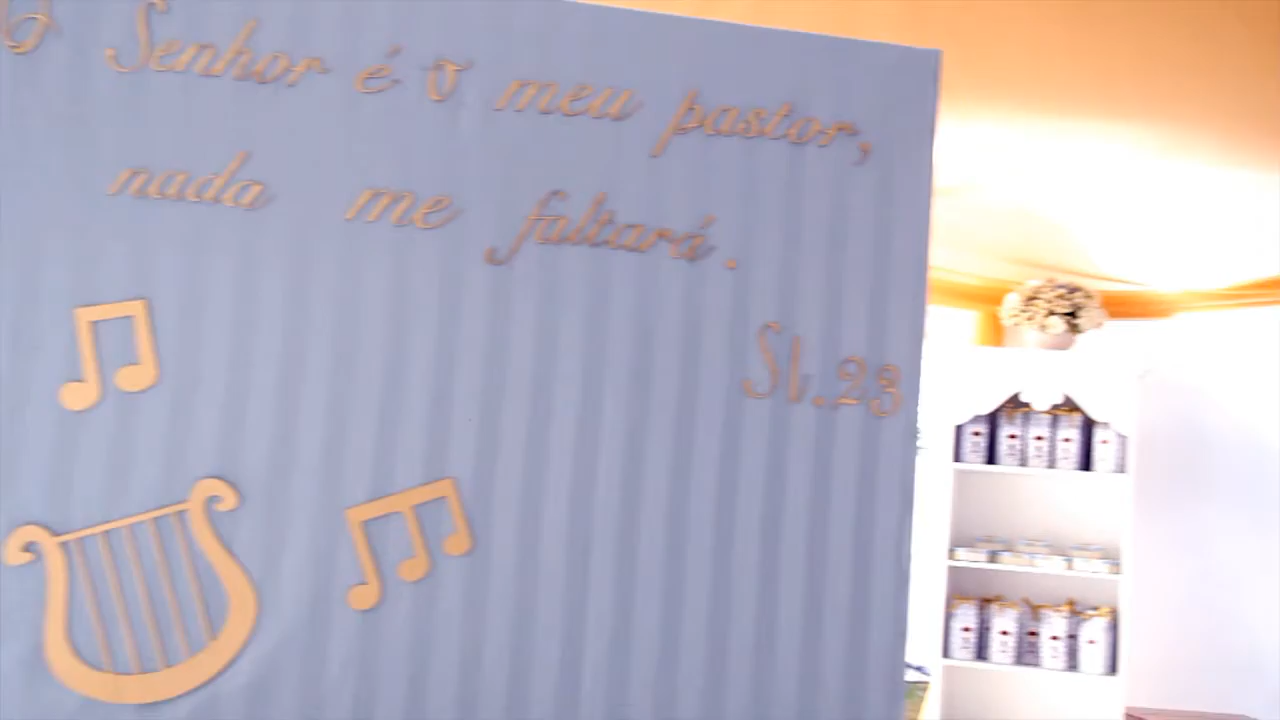 O Senhor é o meu pastor,
nada me faltará.
Sl.23